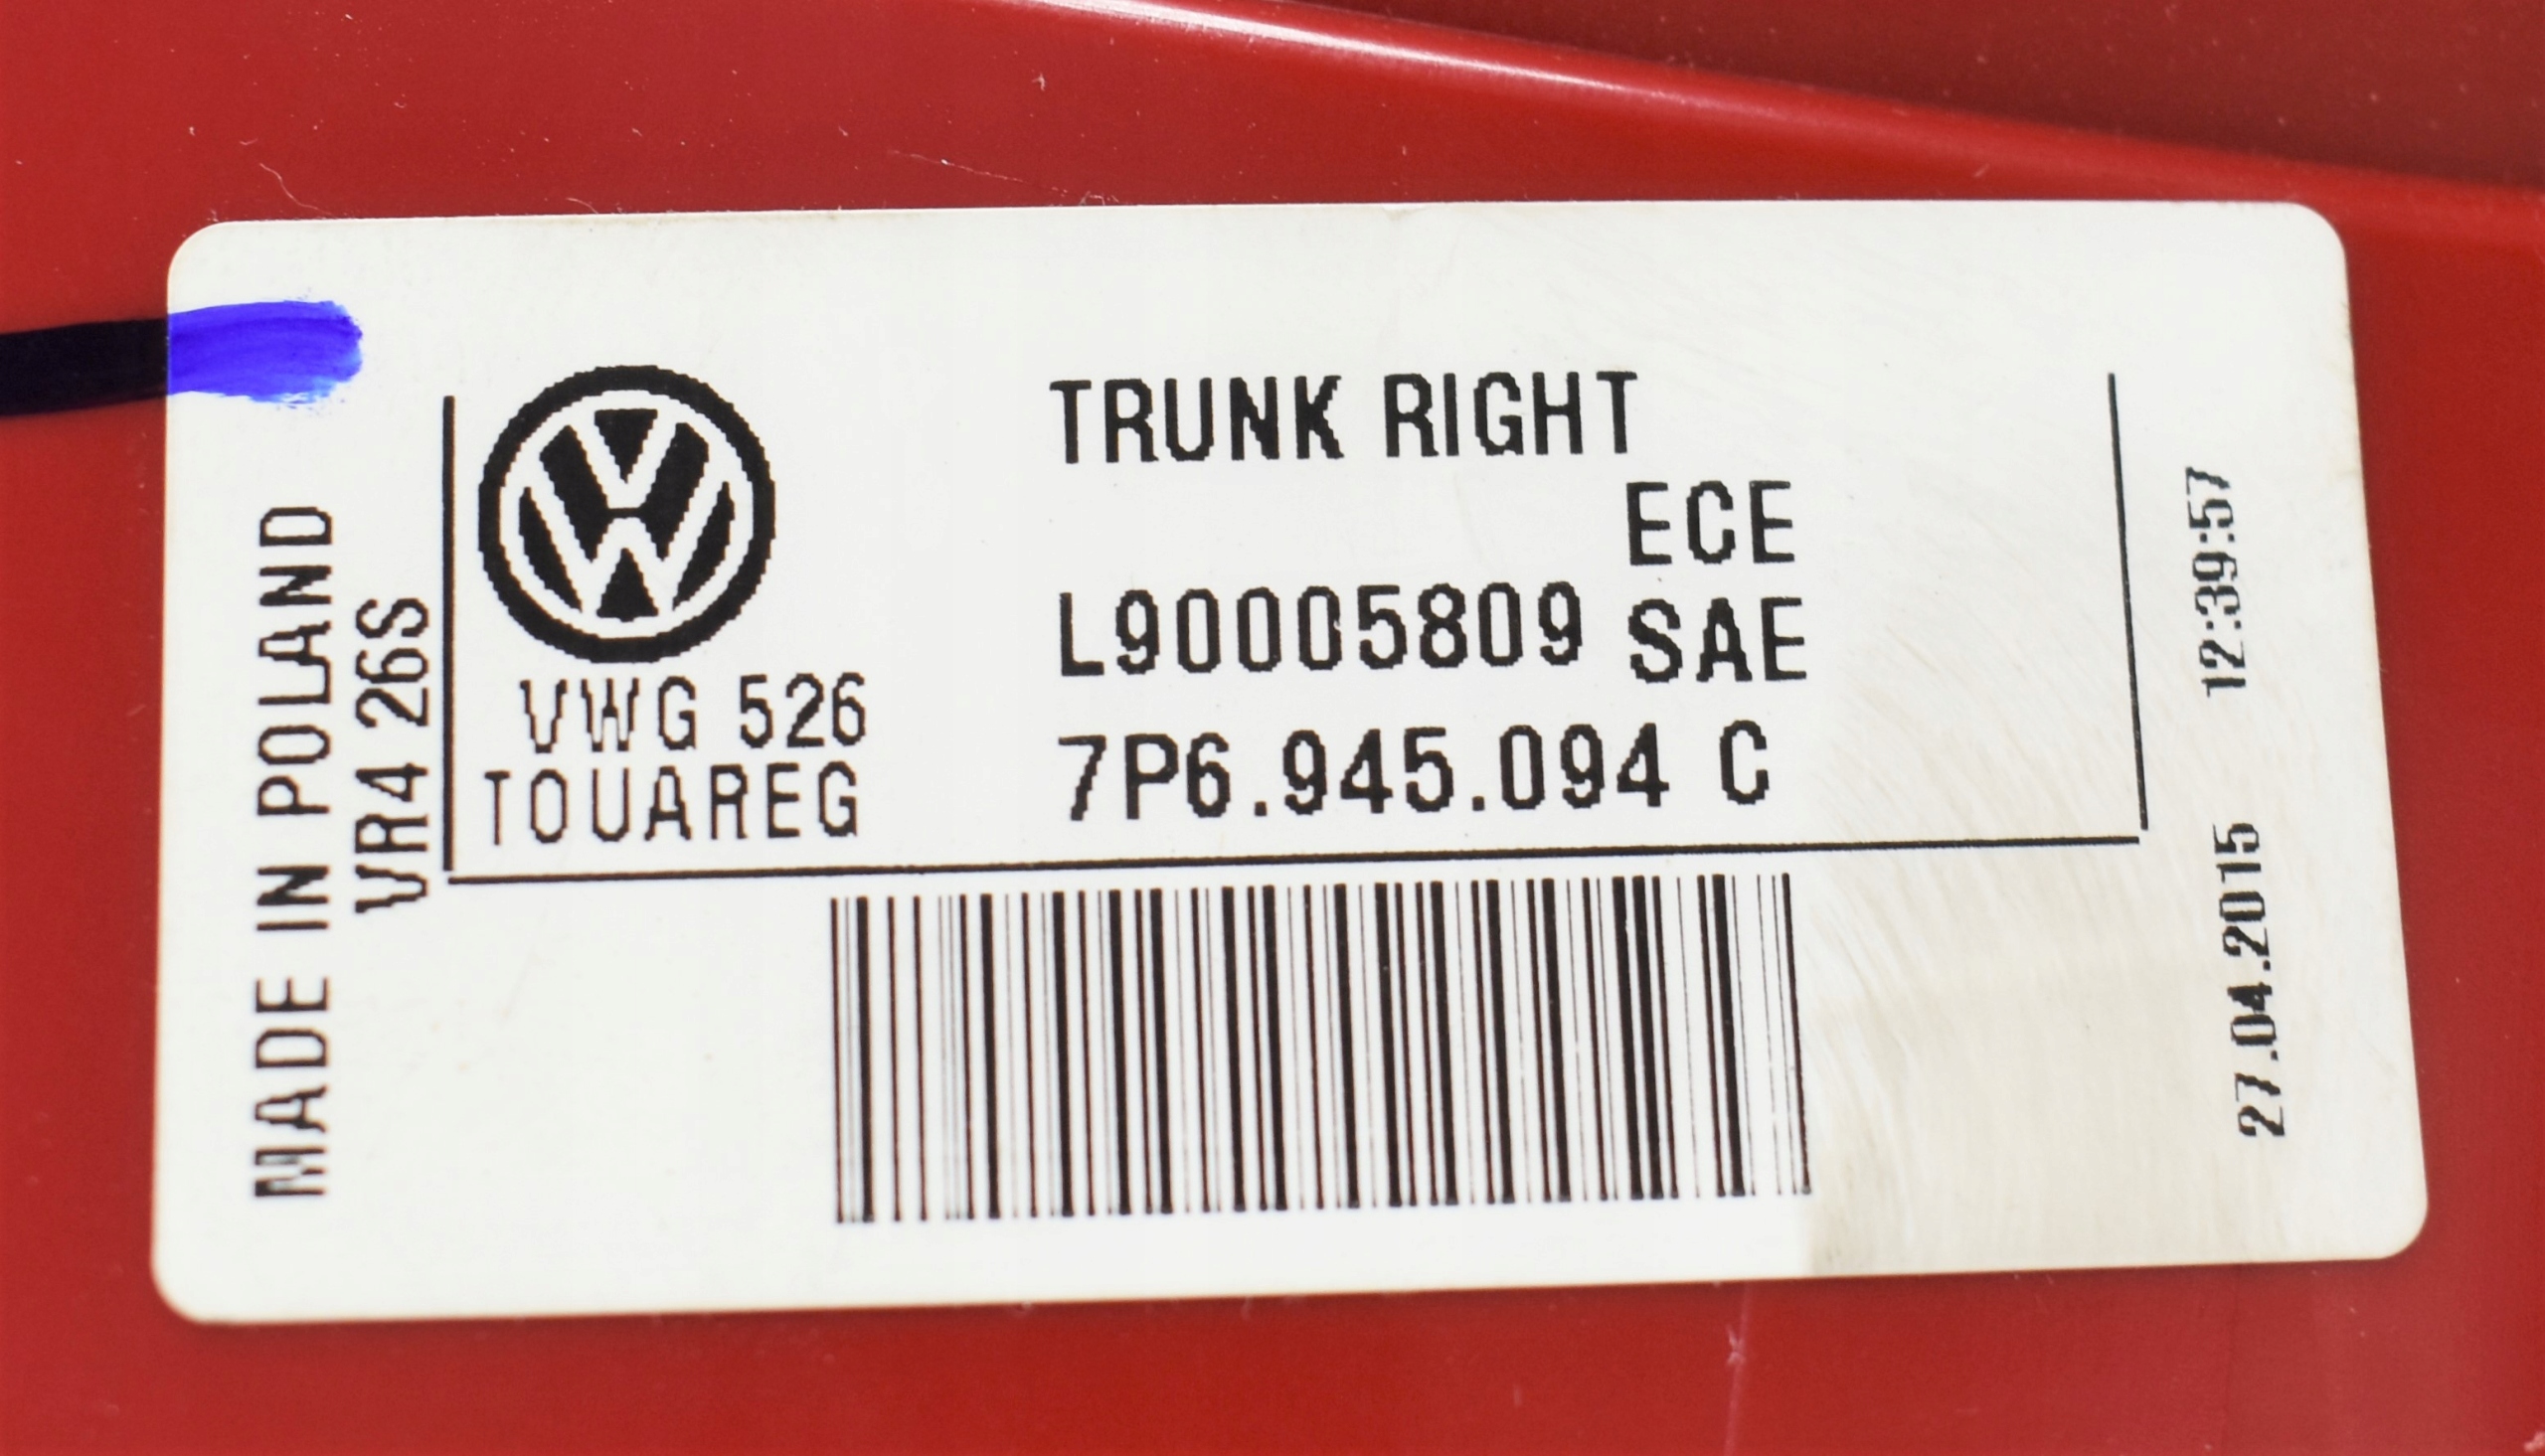 MADE IN POLAND
VR4 26S
VWG 526
TOUAREG
TRUNK RIGHT
ECE
L90005809 SAE
7P6.945.094 C
27.04.2015 12:39:57